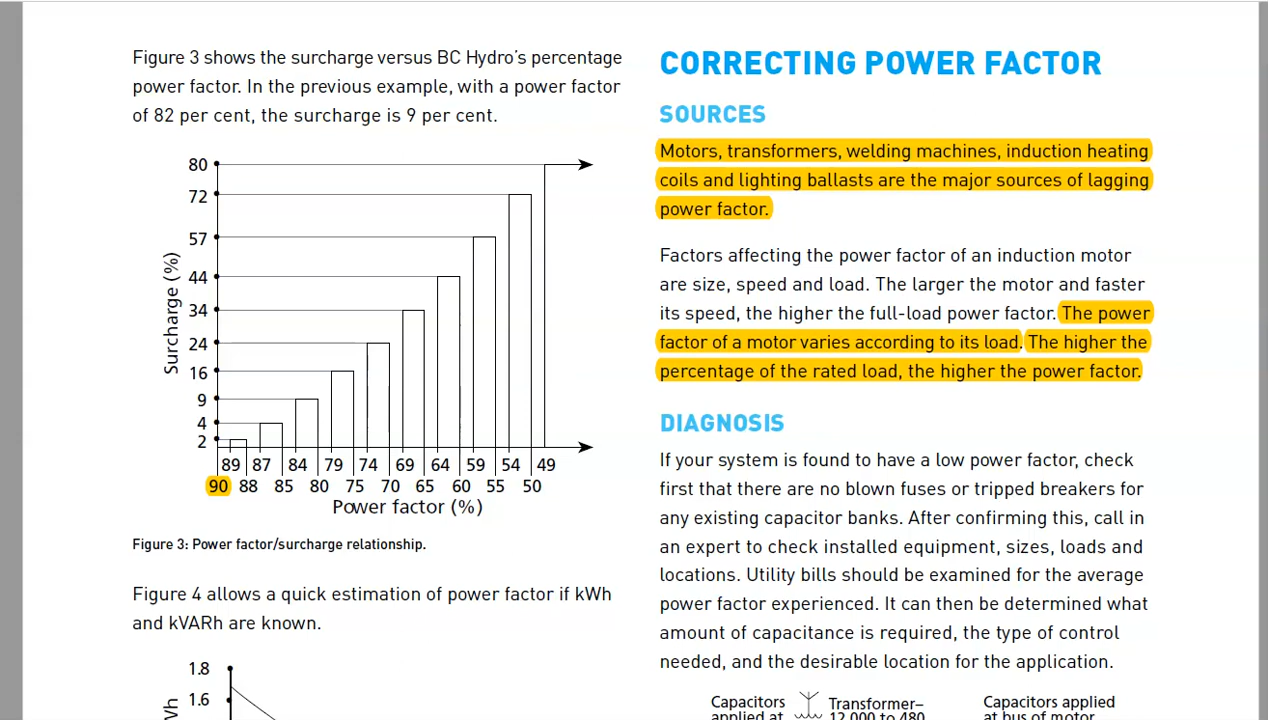 Figure 3 shows the surcharge versus BC Hydro's percentage
power factor. In the previous example, with a power factor
of 82 per cent, the surcharge is 9 per cent.
Surcharge (%)
80
72
57
44
34
24
16
9
4
2
89 87 84 79 74 69 64 59 54 49
90 88 85 80 75 70 65 60 55 50
Power factor (%)
Figure 3: Power factor/surcharge relationship.
Figure 4 allows a quick estimation of power factor if kWh
and kVARh are known.
1.8
1.6
CORRECTING POWER FACTOR
SOURCES
Motors, transformers, welding machines, induction heating
coils and lighting ballasts are the major sources of lagging
power factor.
Factors affecting the power factor of an induction motor
are size, speed and load. The larger the motor and faster
its speed, the higher the full-load power factor. The power
factor of a motor varies according to its load. The higher the
percentage of the rated load, the higher the power factor.
DIAGNOSIS
If your system is found to have a low power factor, check
first that there are no blown fuses or tripped breakers for
any existing capacitor banks. After confirming this, call in
an expert to check installed equipment, sizes, loads and
locations. Utility bills should be examined for the average
power factor experienced. It can then be determined what
amount of capacitance is required, the type of control
needed, and the desirable location for the application.
Capacitors
applied at
Transformer–
12,000 to 480
Capacitors applied
at bus of motor